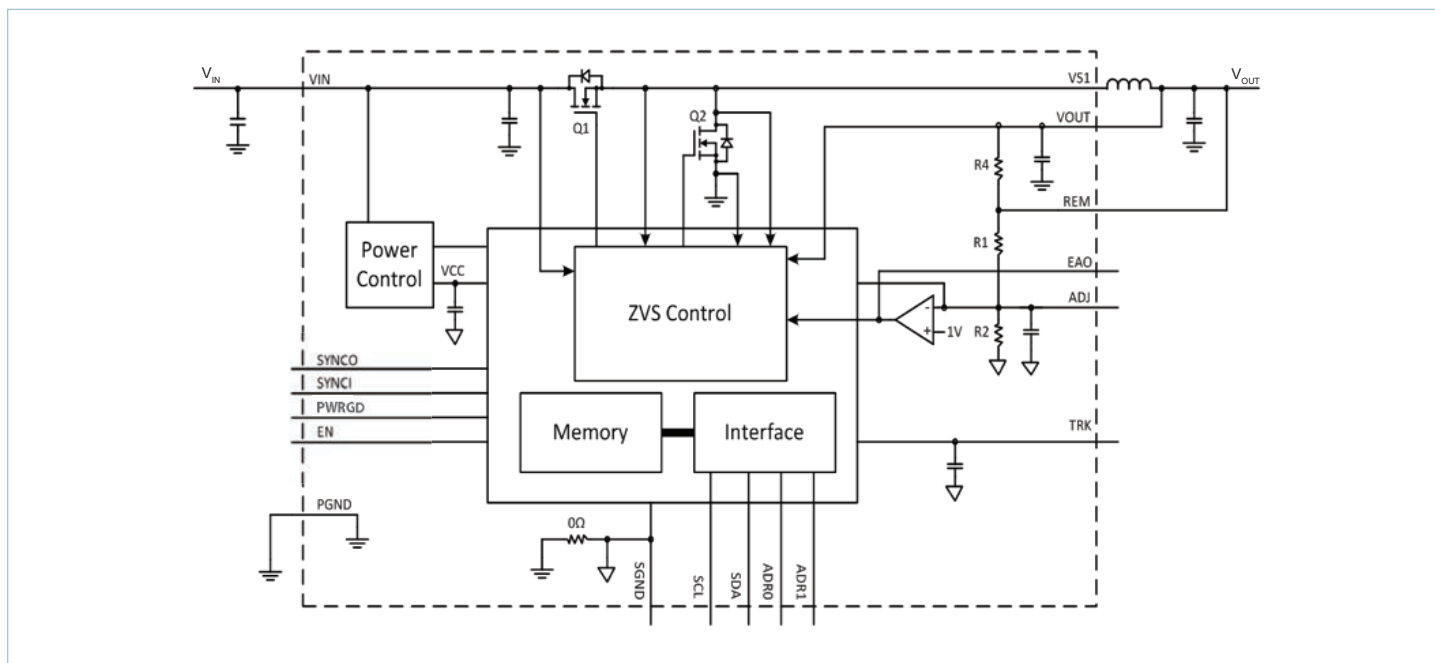 VIN
VIN
VS1
VOUT
Q1
Q2
VOUT
R4
REM
R1
EAO
Power
Control
VCC
ZVS Control
ADJ
-
+
1V
R2
SYNCO
SYNCI
PWRGD
EN
Memory
Interface
TRK
PGND
0Ω
SGND
SCL
SDA
ADR0
ADR1